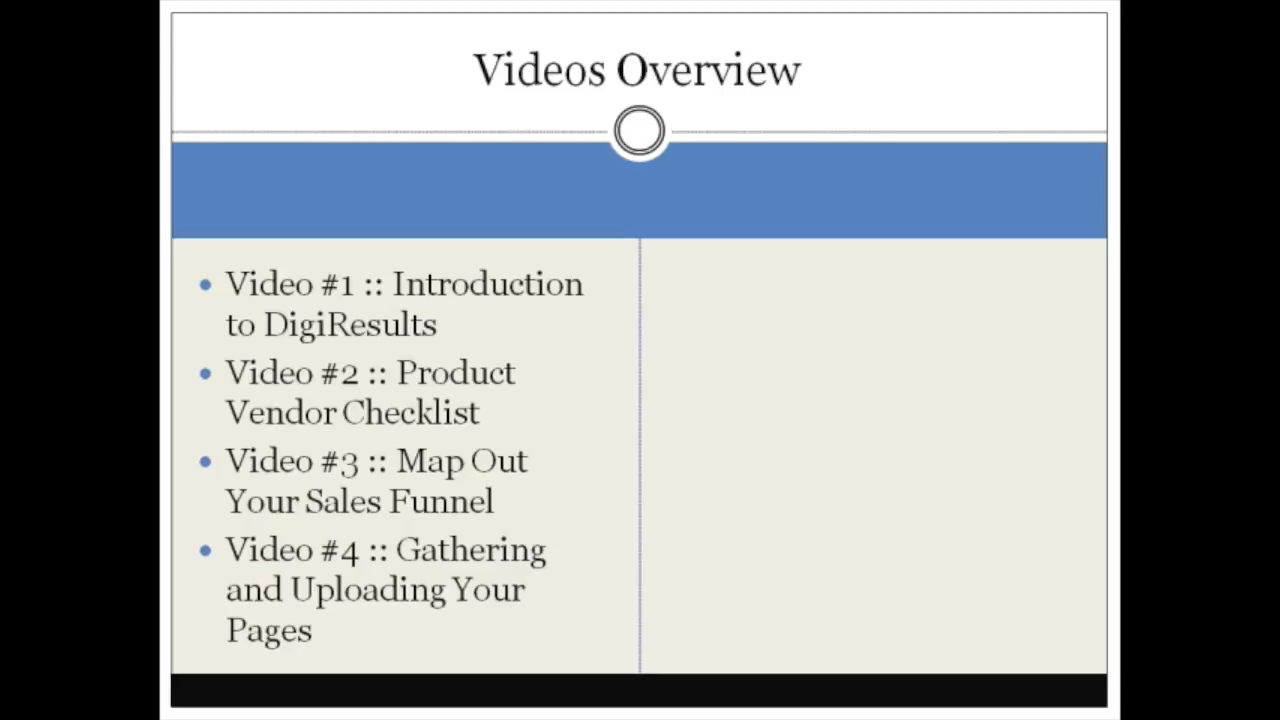 Videos Overview
Video #1 :: Introduction
to DigiResults
Video #2 :: Product
Vendor Checklist
Video #3 :: Map Out
Your Sales Funnel
Video #4 :: Gathering
and Uploading Your
Pages